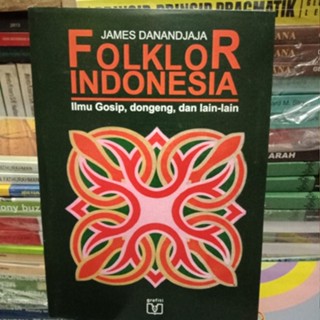 PRINSIP PRAGMATIK
JAMES DANANDJAJA
FOLKLOR
INDONESIA
Ilmu Gosip, dongeng, dan lain-lain
ARAH
grafiti